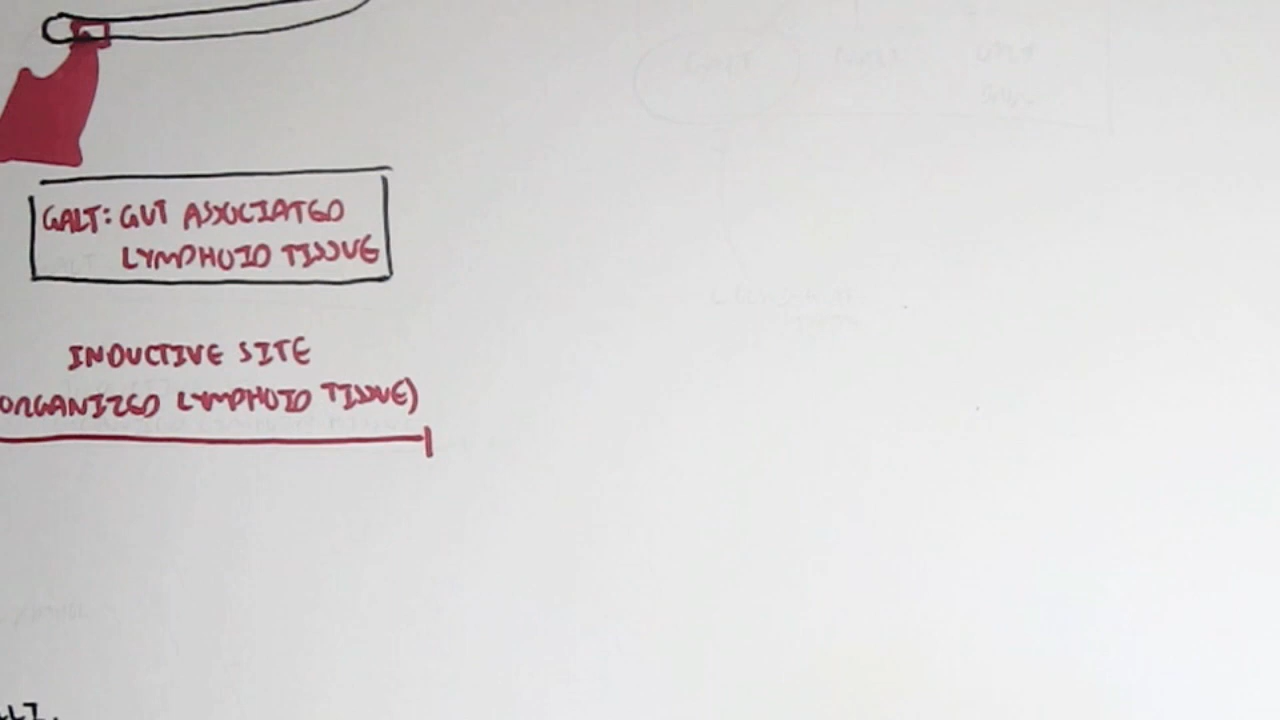 GALT: GUT ASSOCIATED
LYMPHOID TISSUE
INDUCTIVE SITE
ORGANIZED LYMPHOID TISSUE)